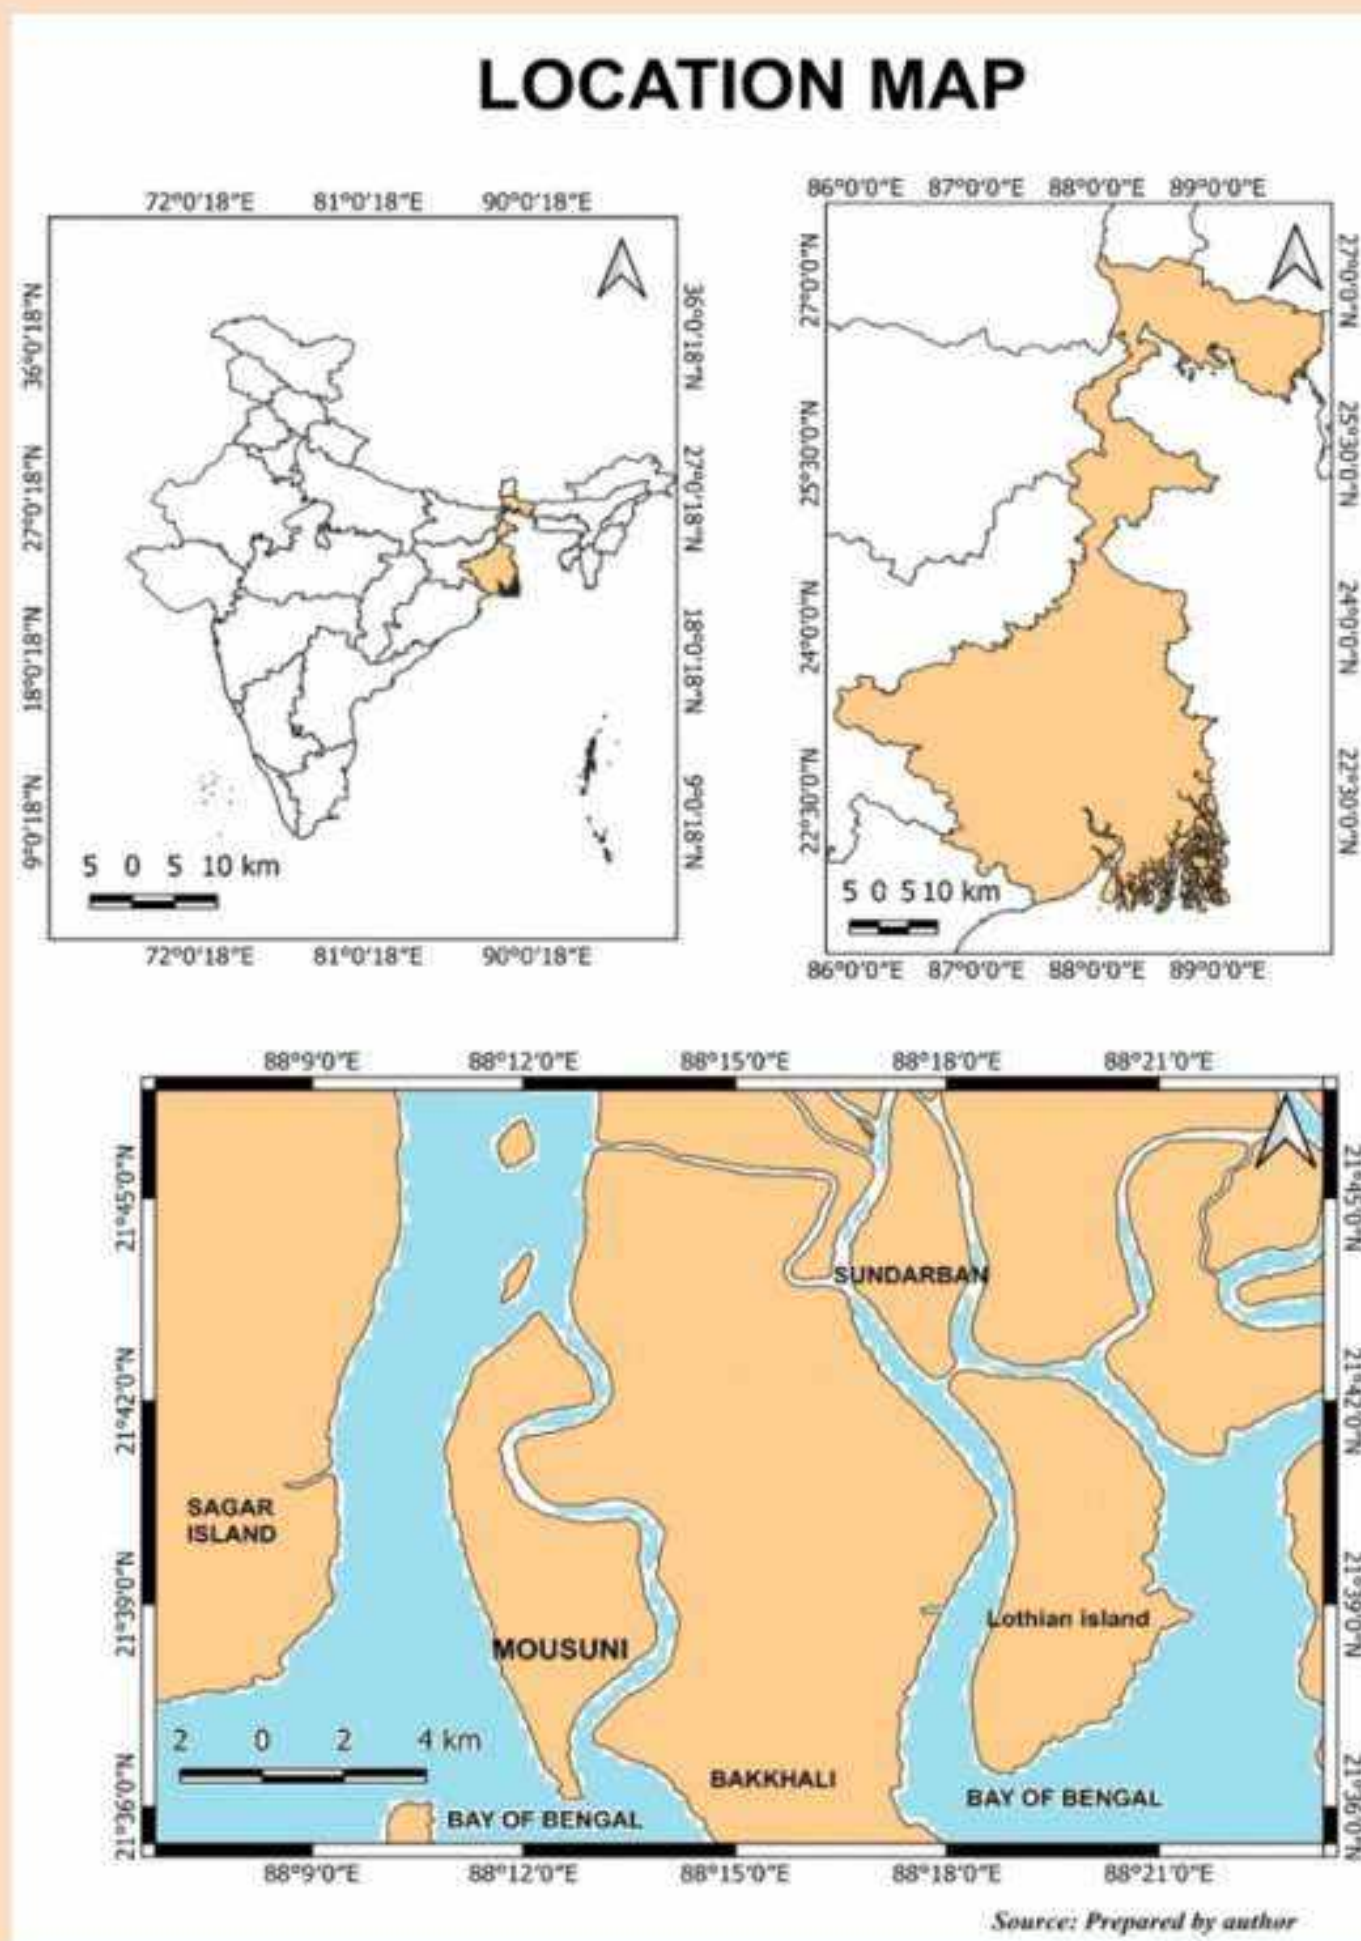 LOCATION MAP
72°0'18"E 81°0'18"E 90°0'18"E
36°0'18"N
27°0'18"N
18°0'18"N
9°0'18"N
36°0'18"N
27°0'18"N
18°0'18"N
9°0'18"N
5 0 5 10 km
72°0'18"E 81°0'18"E 90°0'18"E
86°0'0"E 87°0'0"E 88°0'0"E 89°0'0"E
27°0'0"N
25°30'0"N
24°0'0"N
22°30'0"N
27°0'0"N
25°30'0"N
24°0'0"N
22°30'0"N
5 0 5 10 km
86°0'0"E 87°0'0"E 88°0'0"E 89°0'0"E
88°9'0"E 88°12'0"E 88°15'0"E 88°18'0"E 88°21'0"E
21°45'0"N
21°42'0"N
21°39'0"N
21°36'0"N
21°45'0"N
21°42'0"N
21°39'0"N
21°36'0"N
SUNDARBAN
SAGAR
ISLAND
Lothian island
MOUSUNI
2 0 2 4 km
BAKKHALI
BAY OF BENGAL
BAY OF BENGAL
88°9'0"E 88°12'0"E 88°15'0"E 88°18'0"E 88°21'0"E
Source: Prepared by author